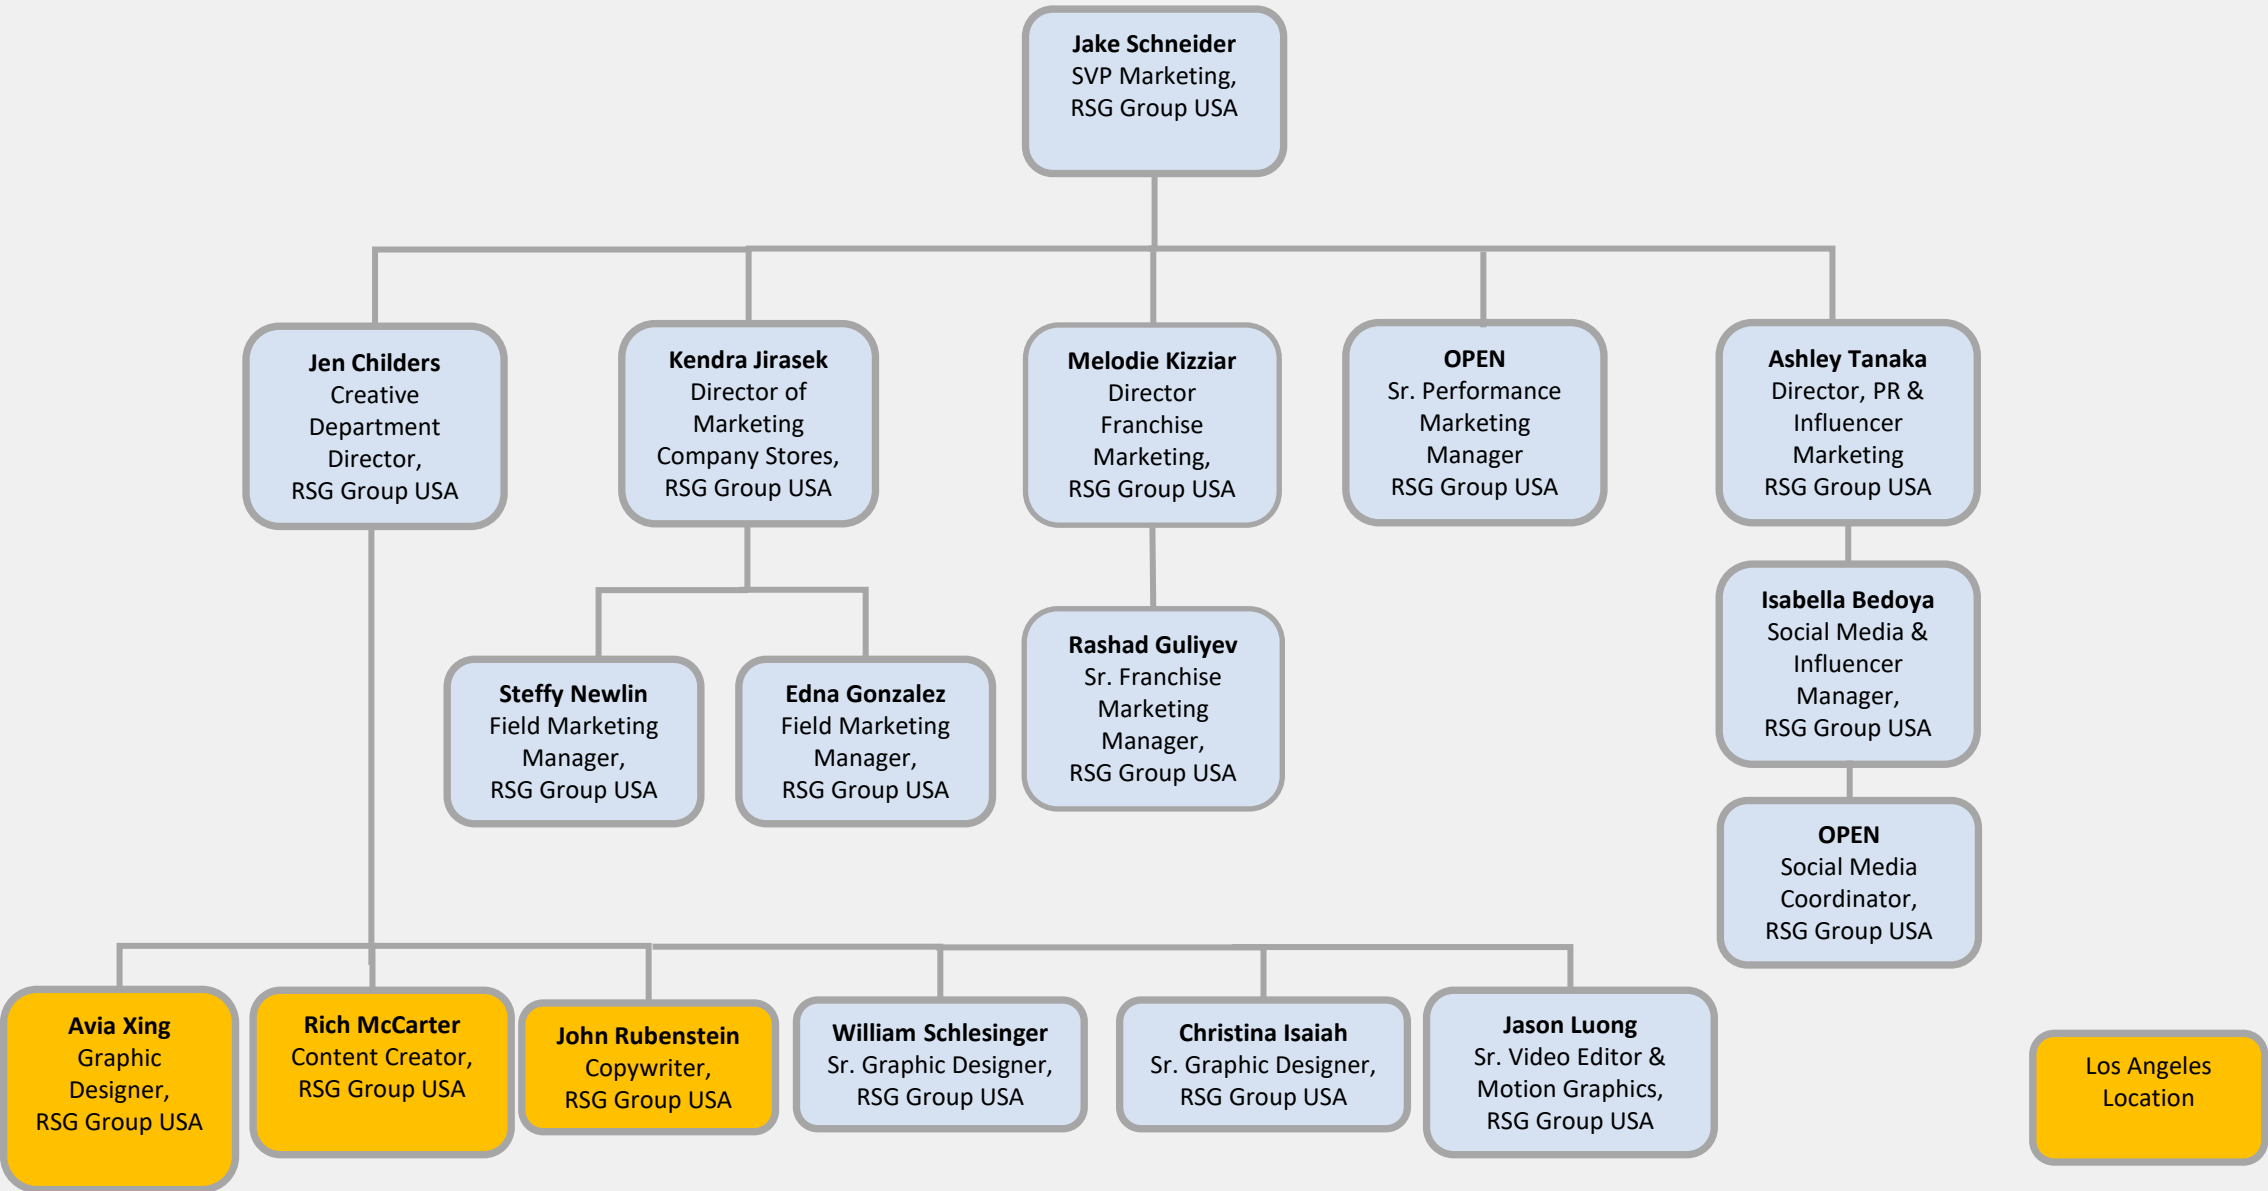 Jake Schneider
SVP Marketing,
RSG Group USA
Jen Childers
Creative
Department
Director,
RSG Group USA
Kendra Jirasek
Director of
Marketing
Company Stores,
RSG Group USA
Melodie Kizziar
Director
Franchise
Marketing,
RSG Group USA
OPEN
Sr. Performance
Marketing
Manager
RSG Group USA
Ashley Tanaka
Director, PR &
Influencer
Marketing
RSG Group USA
Steffy Newlin
Field Marketing
Manager,
RSG Group USA
Edna Gonzalez
Field Marketing
Manager,
RSG Group USA
Rashad Guliyev
Sr. Franchise
Marketing
Manager,
RSG Group USA
Isabella Bedoya
Social Media &
Influencer
Manager,
RSG Group USA
OPEN
Social Media
Coordinator,
RSG Group USA
Avia Xing
Graphic
Designer,
RSG Group USA
Rich McCarter
Content Creator,
RSG Group USA
John Rubenstein
Copywriter,
RSG Group USA
William Schlesinger
Sr. Graphic Designer,
RSG Group USA
Christina Isaiah
Sr. Graphic Designer,
RSG Group USA
Jason Luong
Sr. Video Editor &
Motion Graphics,
RSG Group USA
Los Angeles
Location